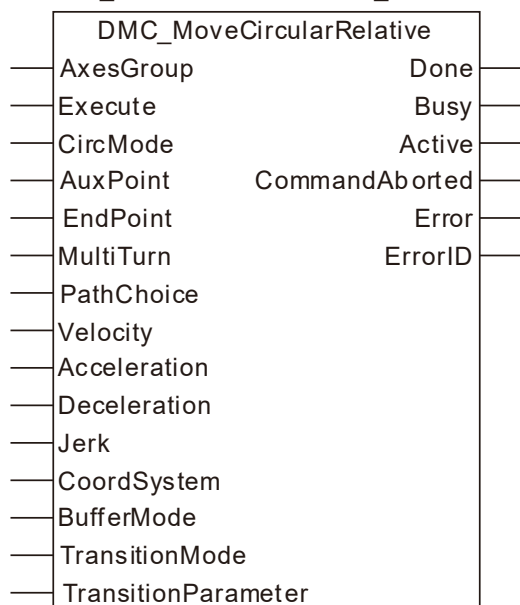 DMC_MoveCircularRelative
AxesGroup Done
Execute Busy
CircMode Active
AuxPoint CommandAborted
EndPoint Error
MultiTurn ErrorID
PathChoice
Velocity
Acceleration
Deceleration
Jerk
CoordSystem
BufferMode
TransitionMode
TransitionParameter